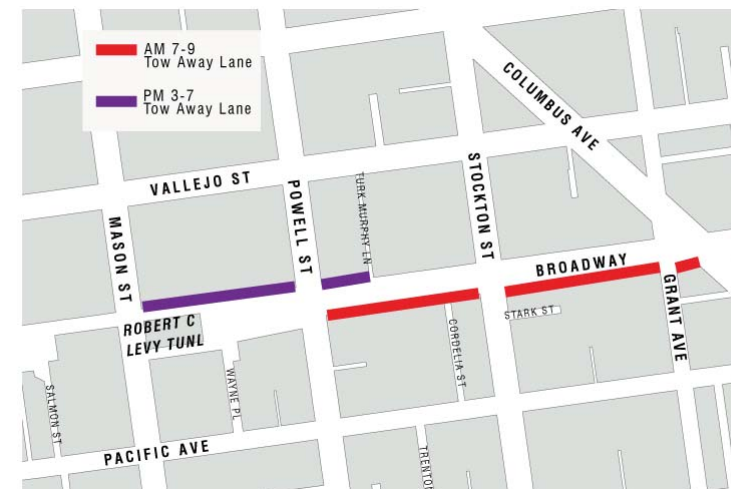 AM 7-9
Tow Away Lane
PM 3-7
Tow Away Lane
COLUMBUS AVE
VALLEJO ST
TURK MURPHY LN
STOCKTON ST
POWELL ST
MASON ST
BROADWAY
GRANT AVE
ROBERT C
LEVY TUNL
STARK ST
CORDELIA ST
WAYNE PL
SALMON ST
PACIFIC AVE
TRENTON